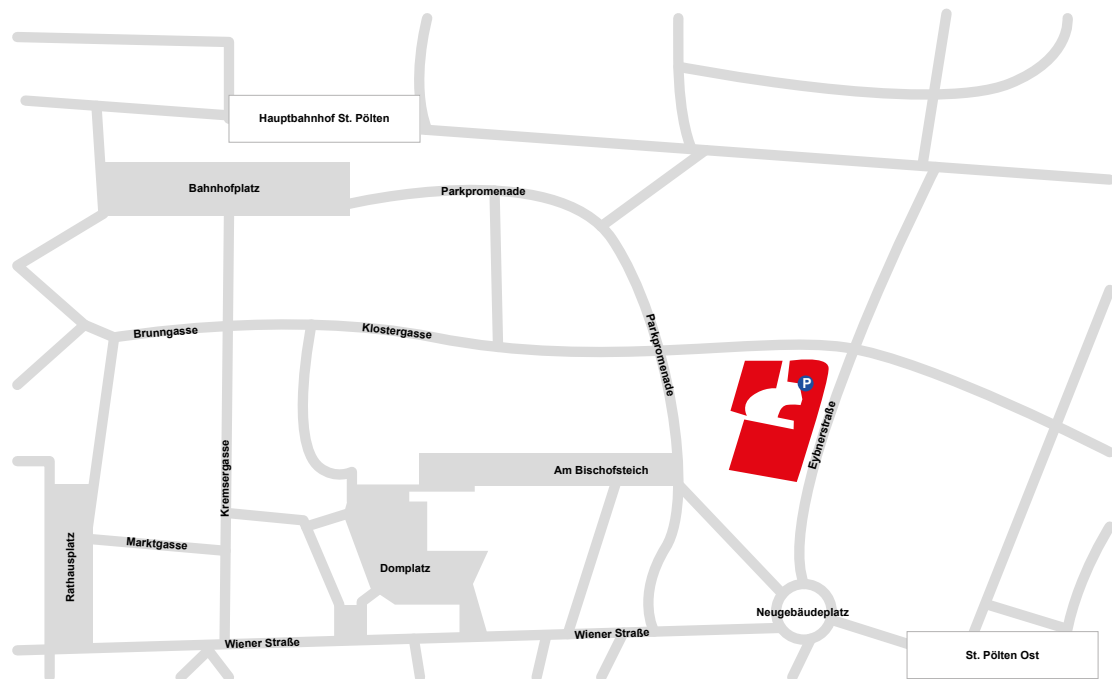 Hauptbahnhof St. Pölten
Bahnhofplatz
Parkpromenade
Brunngasse
Klostergasse
Parkpromenade
P
Eybnerstraße
Kremsergasse
Am Bischofsteich
Rathausplatz
Marktgasse
Domplatz
Neugebäudeplatz
Wiener Straße
Wiener Straße
St. Pölten Ost